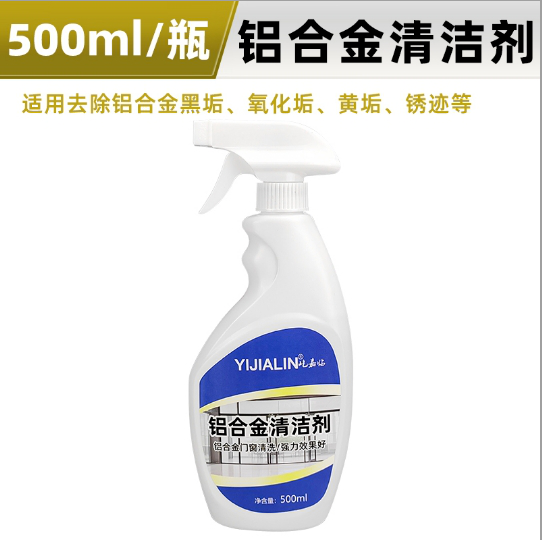 500ml/瓶 铝合金清洁剂
适用去除铝合金黑垢、氧化垢、黄垢、锈迹等
YIJIALIN®
铝合金清洁剂
铝合金门窗清洗/强力效果好
净含量: 500ml